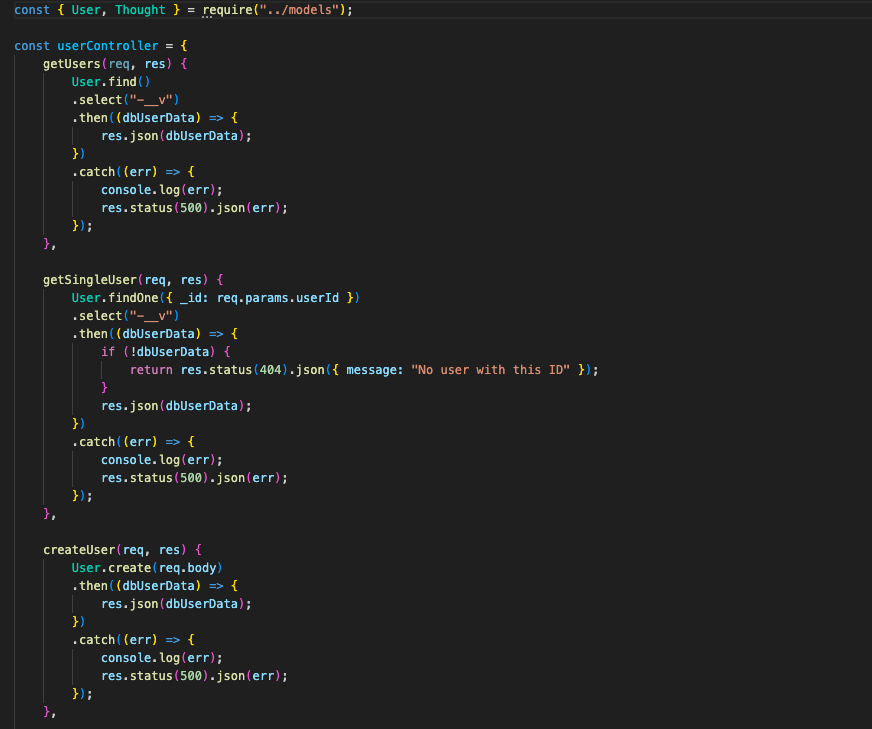 const { User, Thought } = require("../models");

const userController = {
    getUsers(req, res) {
        User.find()
        .select("-__v")
        .then((dbUserData) => {
            res.json(dbUserData);
        })
        .catch((err) => {
            console.log(err);
            res.status(500).json(err);
        });
    },

    getSingleUser(req, res) {
        User.findOne({ _id: req.params.userId })
        .select("-__v")
        .then((dbUserData) => {
            if (!dbUserData) {
                return res.status(404).json({ message: "No user with this ID" });
            }
            res.json(dbUserData);
        })
        .catch((err) => {
            console.log(err);
            res.status(500).json(err);
        });
    },

    createUser(req, res) {
        User.create(req.body)
        .then((dbUserData) => {
            res.json(dbUserData);
        })
        .catch((err) => {
            console.log(err);
            res.status(500).json(err);
        });
    },